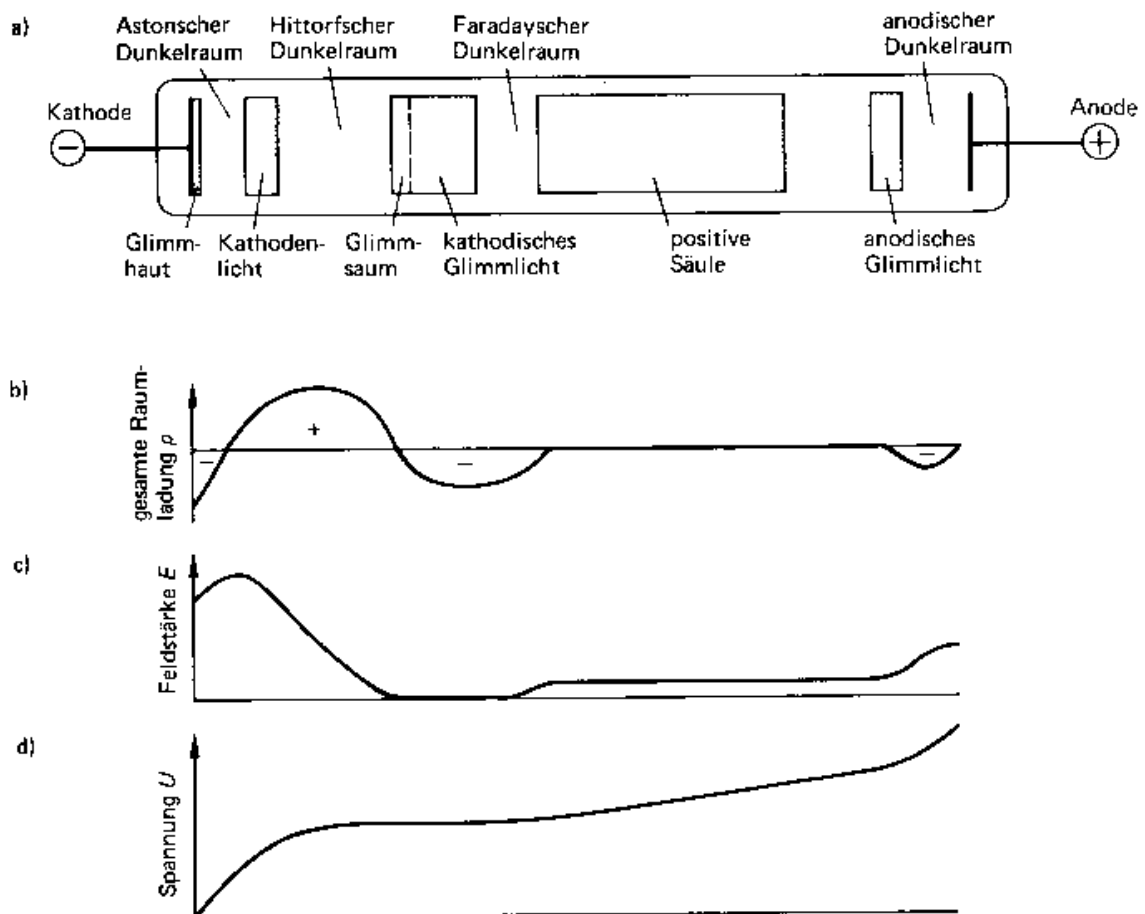 a)
Astonscher
Dunkelraum
Hittorfscher
Dunkelraum
Faradayscher
Dunkelraum
anodischer
Dunkelraum
Kathode
−
Anode
+
Glimm-
haut
Kathoden-
licht
Glimm-
saum
kathodisches
Glimmlicht
positive
Säule
anodisches
Glimmlicht
b)
gesamte Raum-
ladung ρ
−
+
−
−
c)
Feldstärke E
d)
Spannung U